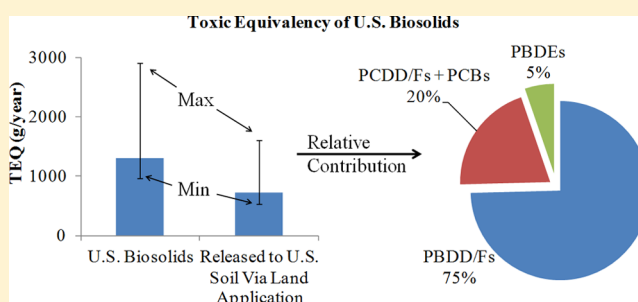 Toxic Equivalency of U.S. Biosolids
TEQ (g/year)
3000
2000
1000
0
Max
Min
U.S. Biosolids
Released to U.S.
Soil Via Land
Application
Relative
Contribution
PCDD/Fs + PCBs
20%
PBDEs
5%
PBDD/Fs
75%